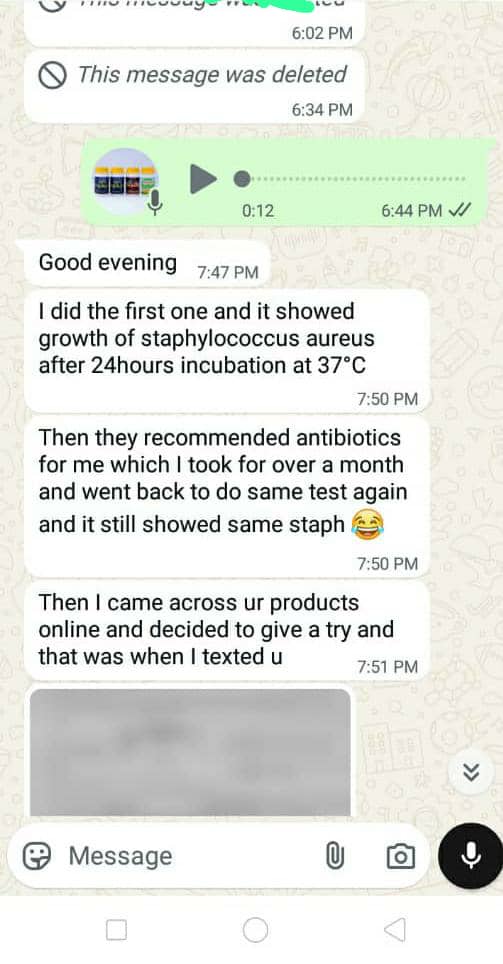 6:02 PM
This message was deleted
6:34 PM
0:12 6:44 PM
Good evening 7:47 PM
I did the first one and it showed
growth of staphylococcus aureus
after 24hours incubation at 37°C
7:50 PM
Then they recommended antibiotics
for me which I took for over a month
and went back to do same test again
and it still showed same staph 😂
7:50 PM
Then I came across ur products
online and decided to give a try and
that was when I texted u 7:51 PM
Message